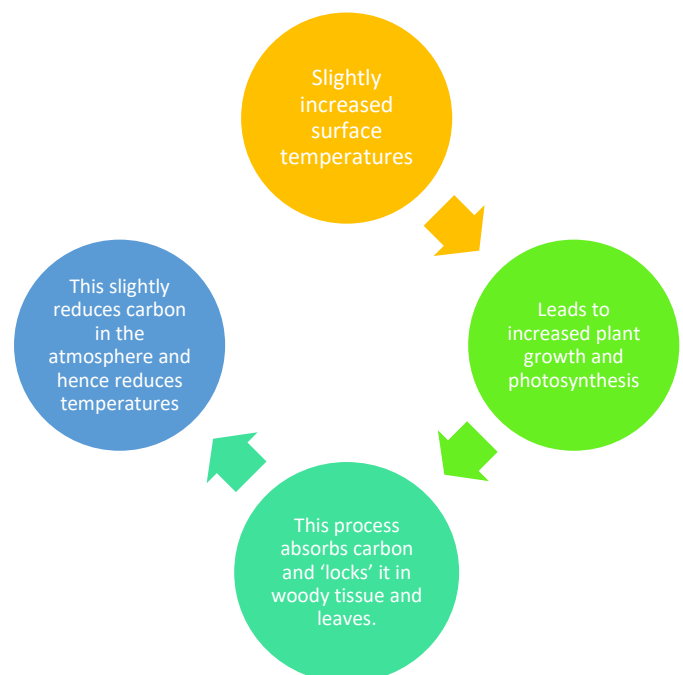 Slightly
increased
surface
temperatures
Leads to
increased plant
growth and
photosynthesis
This process
absorbs carbon
and ‘locks’ it in
woody tissue and
leaves.
This slightly
reduces carbon
in the
atmosphere and
hence reduces
temperatures